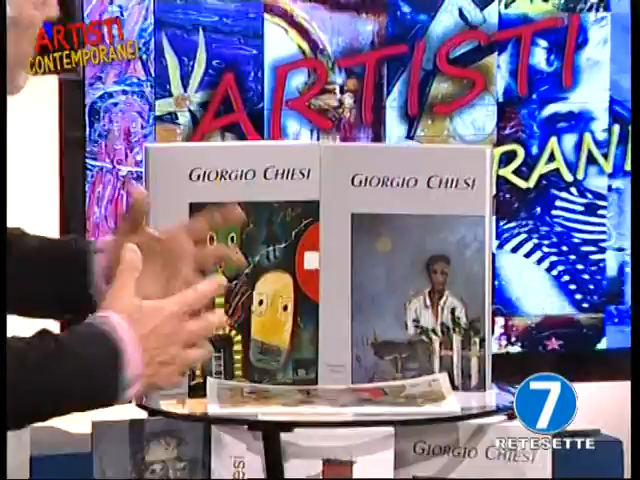 ARTISTI
CONTEMPORANEI
ARTISTI
RANE
GIORGIO CHIESI
GIORGIO CHIESI
7
RETESETTE
GIORGIO CHIESI